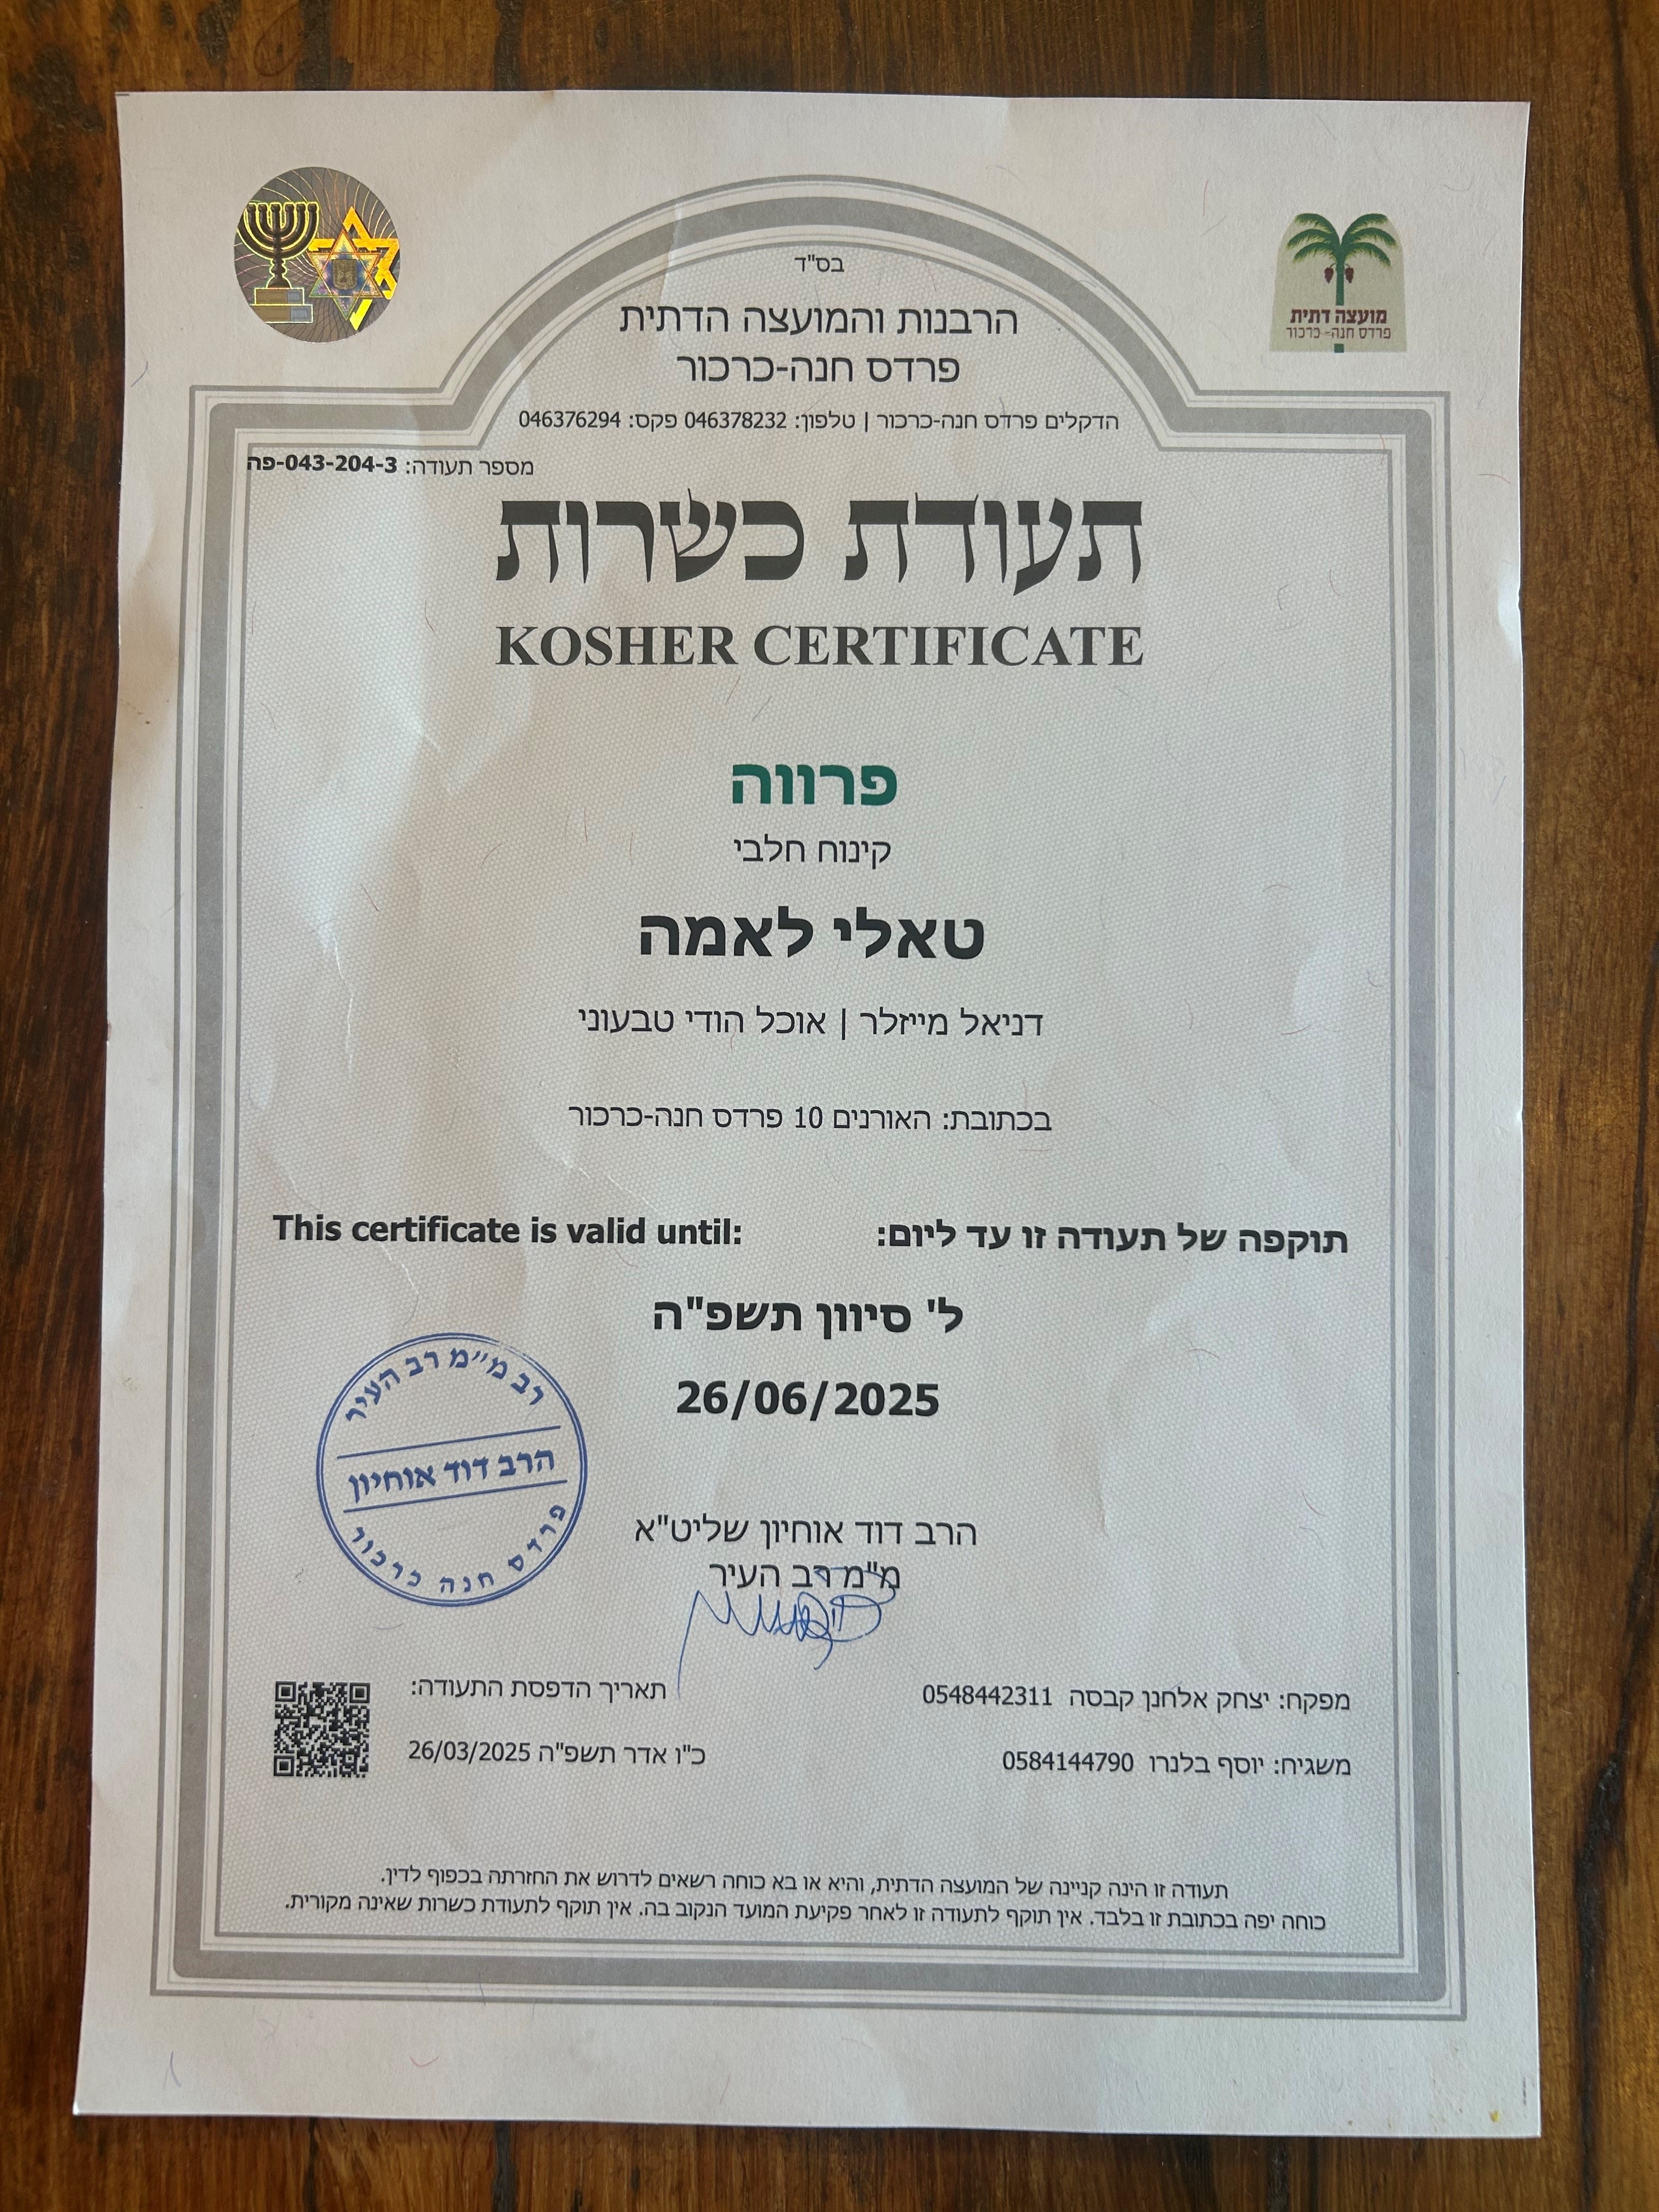 בס"ד
הרבנות והמועצה הדתית
פרדס חנה-כרכור
מועצה דתית
פרדס חנה-כרכור
הדקלים פרדס חנה-כרכור | טלפון: 046378232 פקס: 046376294
מספר תעודה: 043-204-3-פה
תעודת כשרות
KOSHER CERTIFICATE
פרווה
קינוח חלבי
טאלי לאמה
דניאל מייזלר | אוכל הודי טבעוני
בכתובת: האורנים 10 פרדס חנה-כרכור
תוקפה של תעודה זו עד ליום:
This certificate is valid until:
ל' סיוון תשפ"ה
26/06/2025
רב מ"מ רב העיר
הרב דוד אוחיון
פרדס חנה כרכור
הרב דוד אוחיון שליט"א
מ"מ רב העיר
מפקח: יצחק אלחנן קבסה 0548442311
משגיח: יוסף בלנרו 0584144790
תאריך הדפסת התעודה:
כ"ו אדר תשפ"ה 26/03/2025
תעודה זו הינה קניינה של המועצה הדתית, והיא או בא כוחה רשאים לדרוש את החזרתה בכפוף לדין.
כוחה יפה בכתובת זו בלבד. אין תוקף לתעודה זו לאחר פקיעת המועד הנקוב בה. אין תוקף לתעודת כשרות שאינה מקורית.